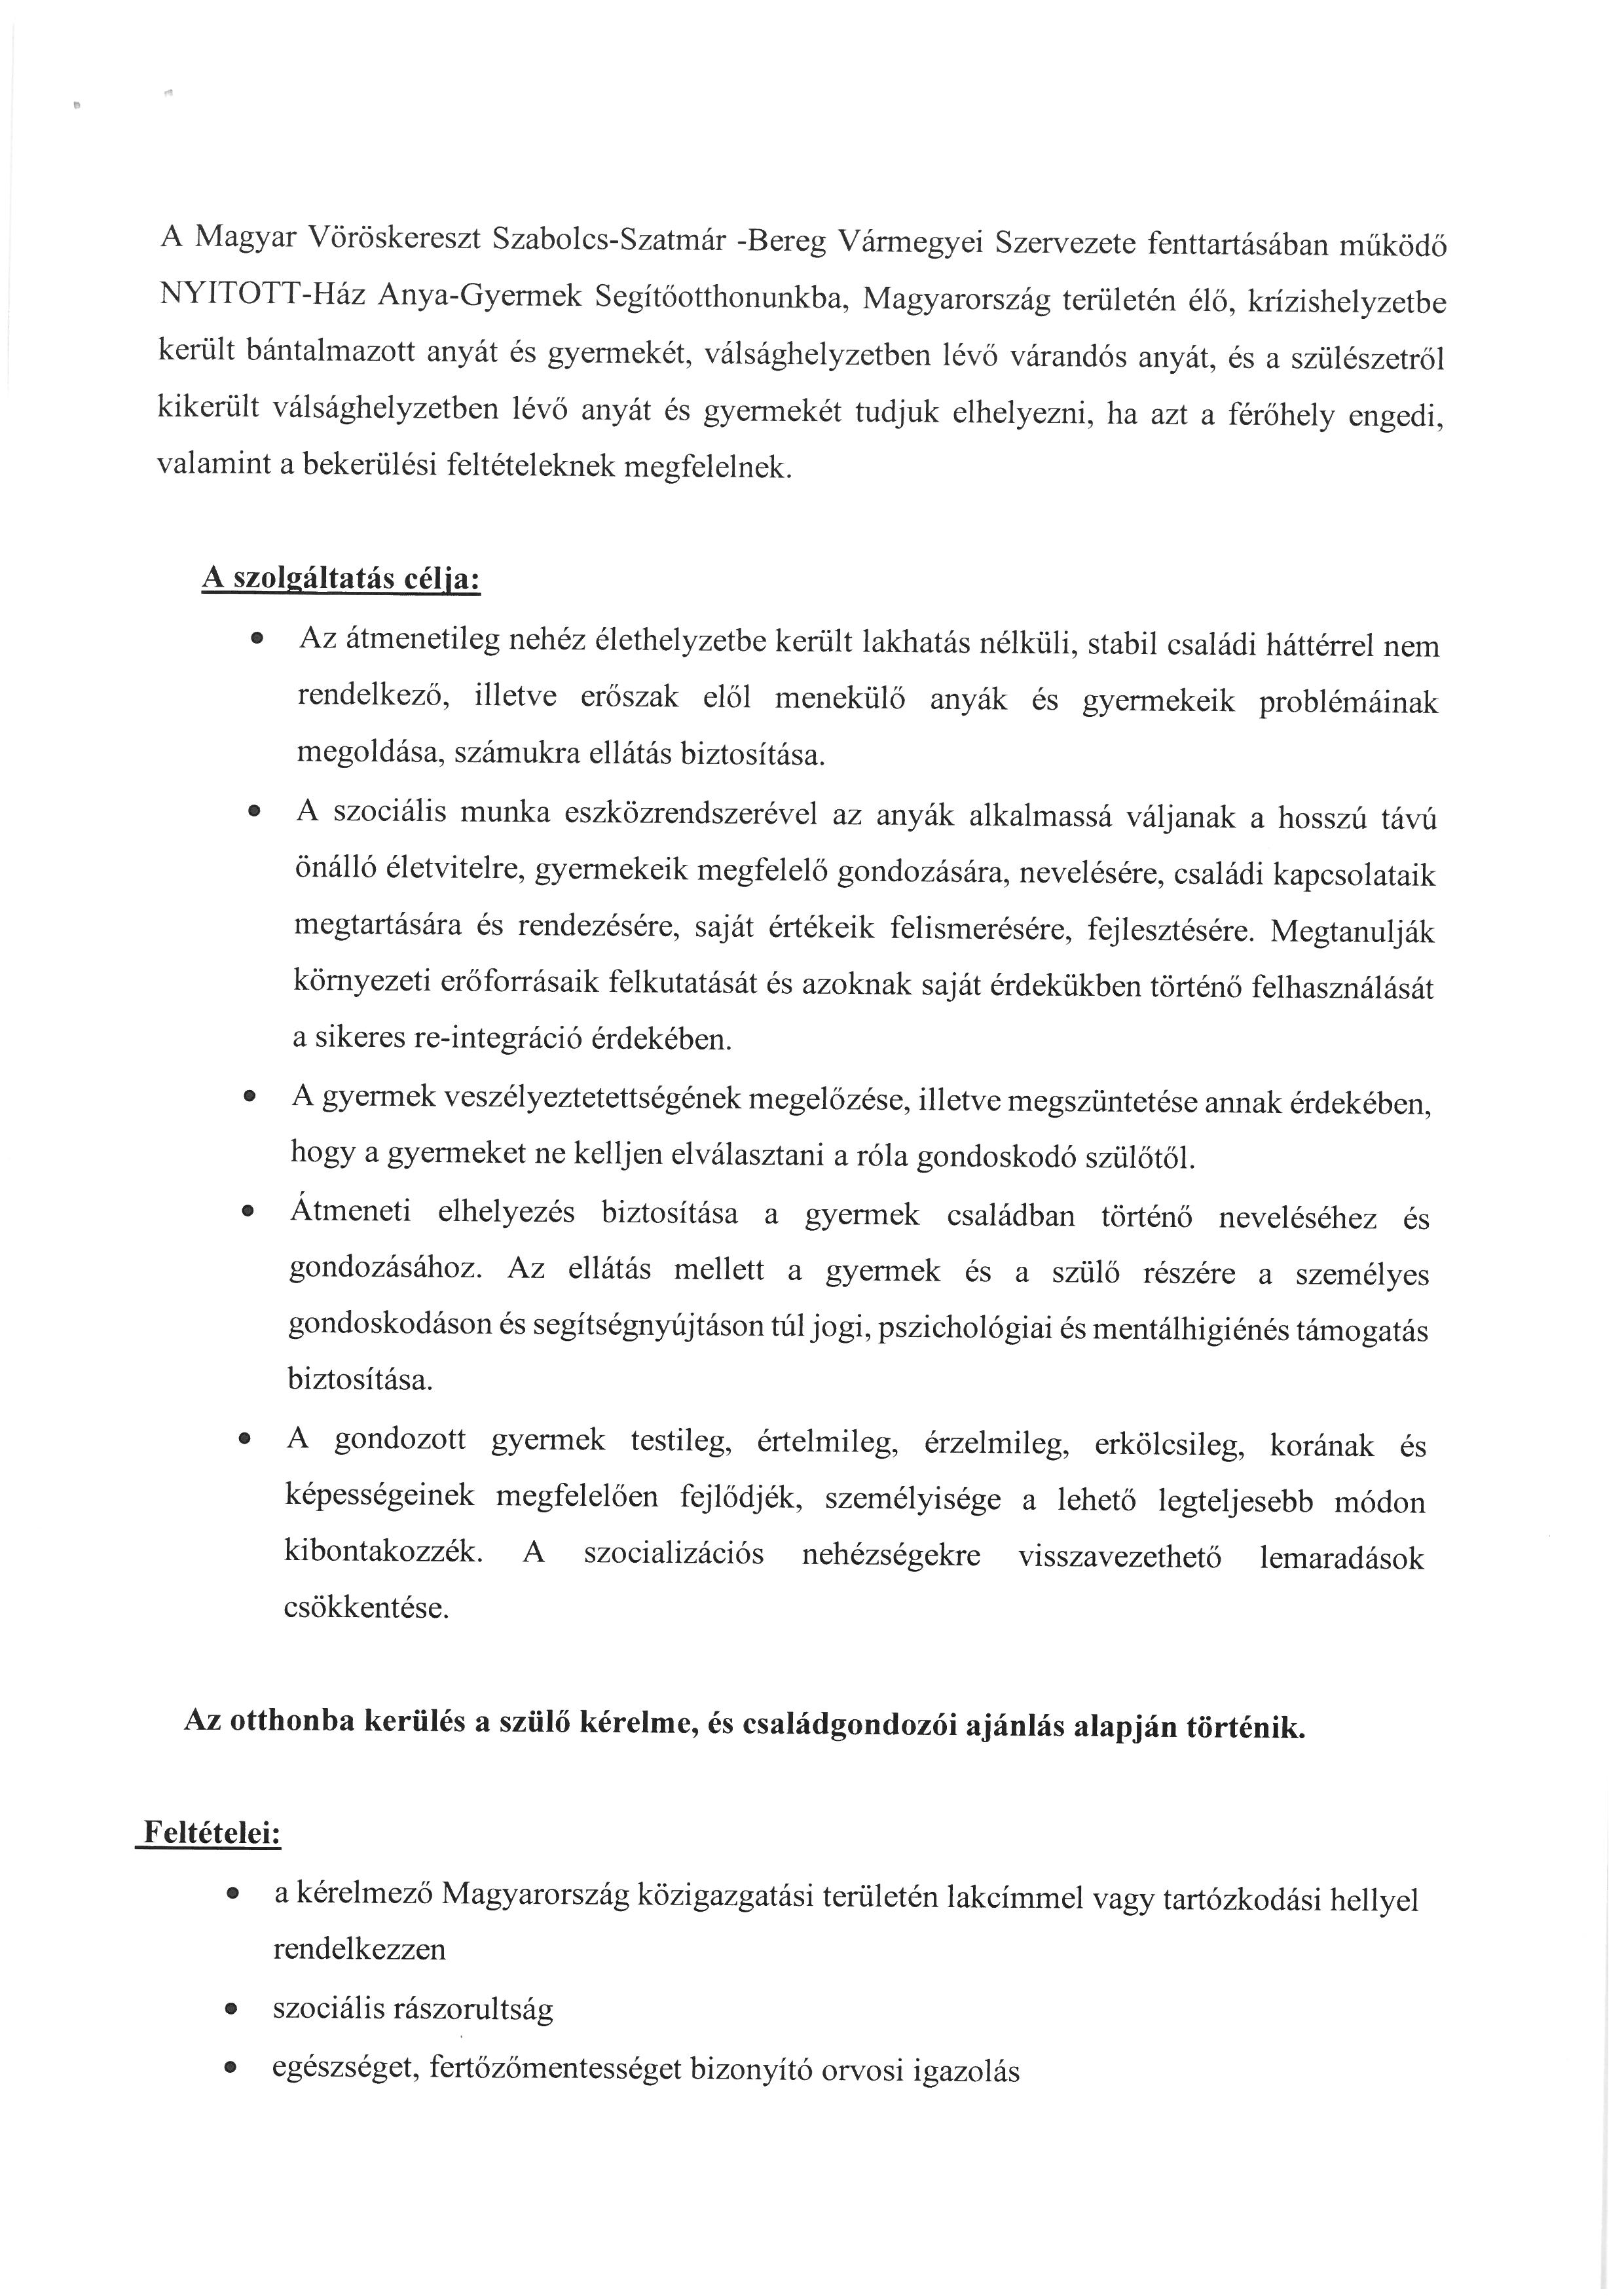 A Magyar Vöröskereszt Szabolcs-Szatmár -Bereg Vármegyei Szervezete fenttartásában működő
NYITOTT-Ház Anya-Gyermek Segítőotthonunkba, Magyarország területén élő, krízishelyzetbe
került bántalmazott anyát és gyermekét, válsághelyzetben lévő várandós anyát, és a szülészetről
kikerült válsághelyzetben lévő anyát és gyermekét tudjuk elhelyezni, ha azt a férőhely engedi,
valamint a bekerülési feltételeknek megfelelnek.
A szolgáltatás célja:
• Az átmenetileg nehéz élethelyzetbe került lakhatás nélküli, stabil családi háttérrel nem
rendelkező, illetve erőszak elől menekülő anyák és gyermekeik problémáinak
megoldása, számukra ellátás biztosítása.
• A szociális munka eszközrendszerével az anyák alkalmassá váljanak a hosszú távú
önálló életvitelre, gyermekeik megfelelő gondozására, nevelésére, családi kapcsolataik
megtartására és rendezésére, saját értékeik felismerésére, fejlesztésére. Megtanulják
környezeti erőforrásaik felkutatását és azoknak saját érdekükben történő felhasználását
a sikeres re-integráció érdekében.
• A gyermek veszélyeztetettségének megelőzése, illetve megszüntetése annak érdekében,
hogy a gyermeket ne kelljen elválasztani a róla gondoskodó szülőtől.
• Átmeneti elhelyezés biztosítása a gyermek családban történő neveléséhez és
gondozásához. Az ellátás mellett a gyermek és a szülő részére a személyes
gondoskodáson és segítségnyújtáson túl jogi, pszichológiai és mentálhigiénés támogatás
biztosítása.
• A gondozott gyermek testileg, értelmileg, érzelmileg, erkölcsileg, korának és
képességeinek megfelelően fejlődjék, személyisége a lehető legteljesebb módon
kibontakozzék. A szocializációs nehézségekre visszavezethető lemaradások
csökkentése.
Az otthonba kerülés a szülő kérelme, és családgondozói ajánlás alapján történik.
Feltételei:
• a kérelmező Magyarország közigazgatási területén lakcímmel vagy tartózkodási hellyel
rendelkezzen
• szociális rászorultság
• egészséget, fertőzőmentességet bizonyító orvosi igazolás